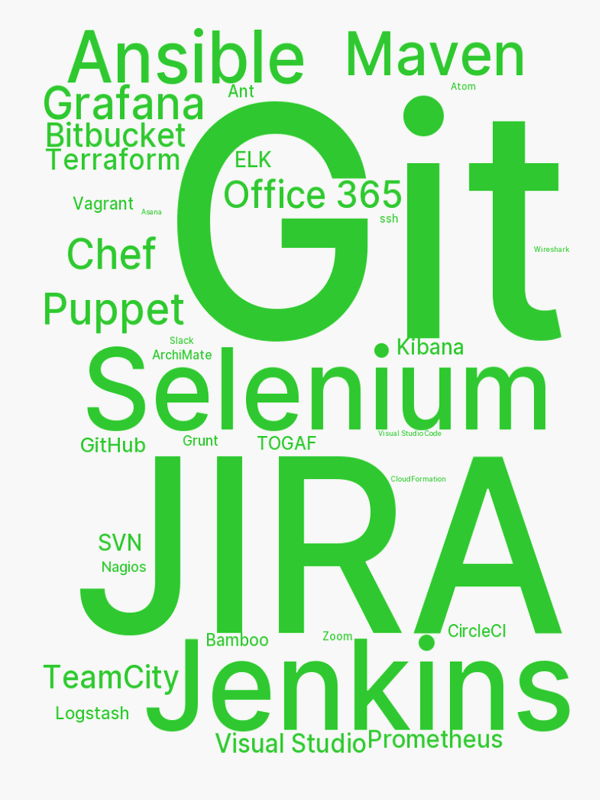 Ansible
Maven
Atom
Grafana
Ant
Bitbucket
Terraform
ELK
Git
Office 365
Vagrant
Asana
ssh
Chef
Wireshark
Puppet
Slack
ArchiMate
Kibana
Selenium
Visual Studio Code
GitHub
Grunt
TOGAF
CloudFormation
JIRA
SVN
Nagios
Bamboo
Zoom
CircleCI
TeamCity
Jenkins
Logstash
Visual Studio
Prometheus